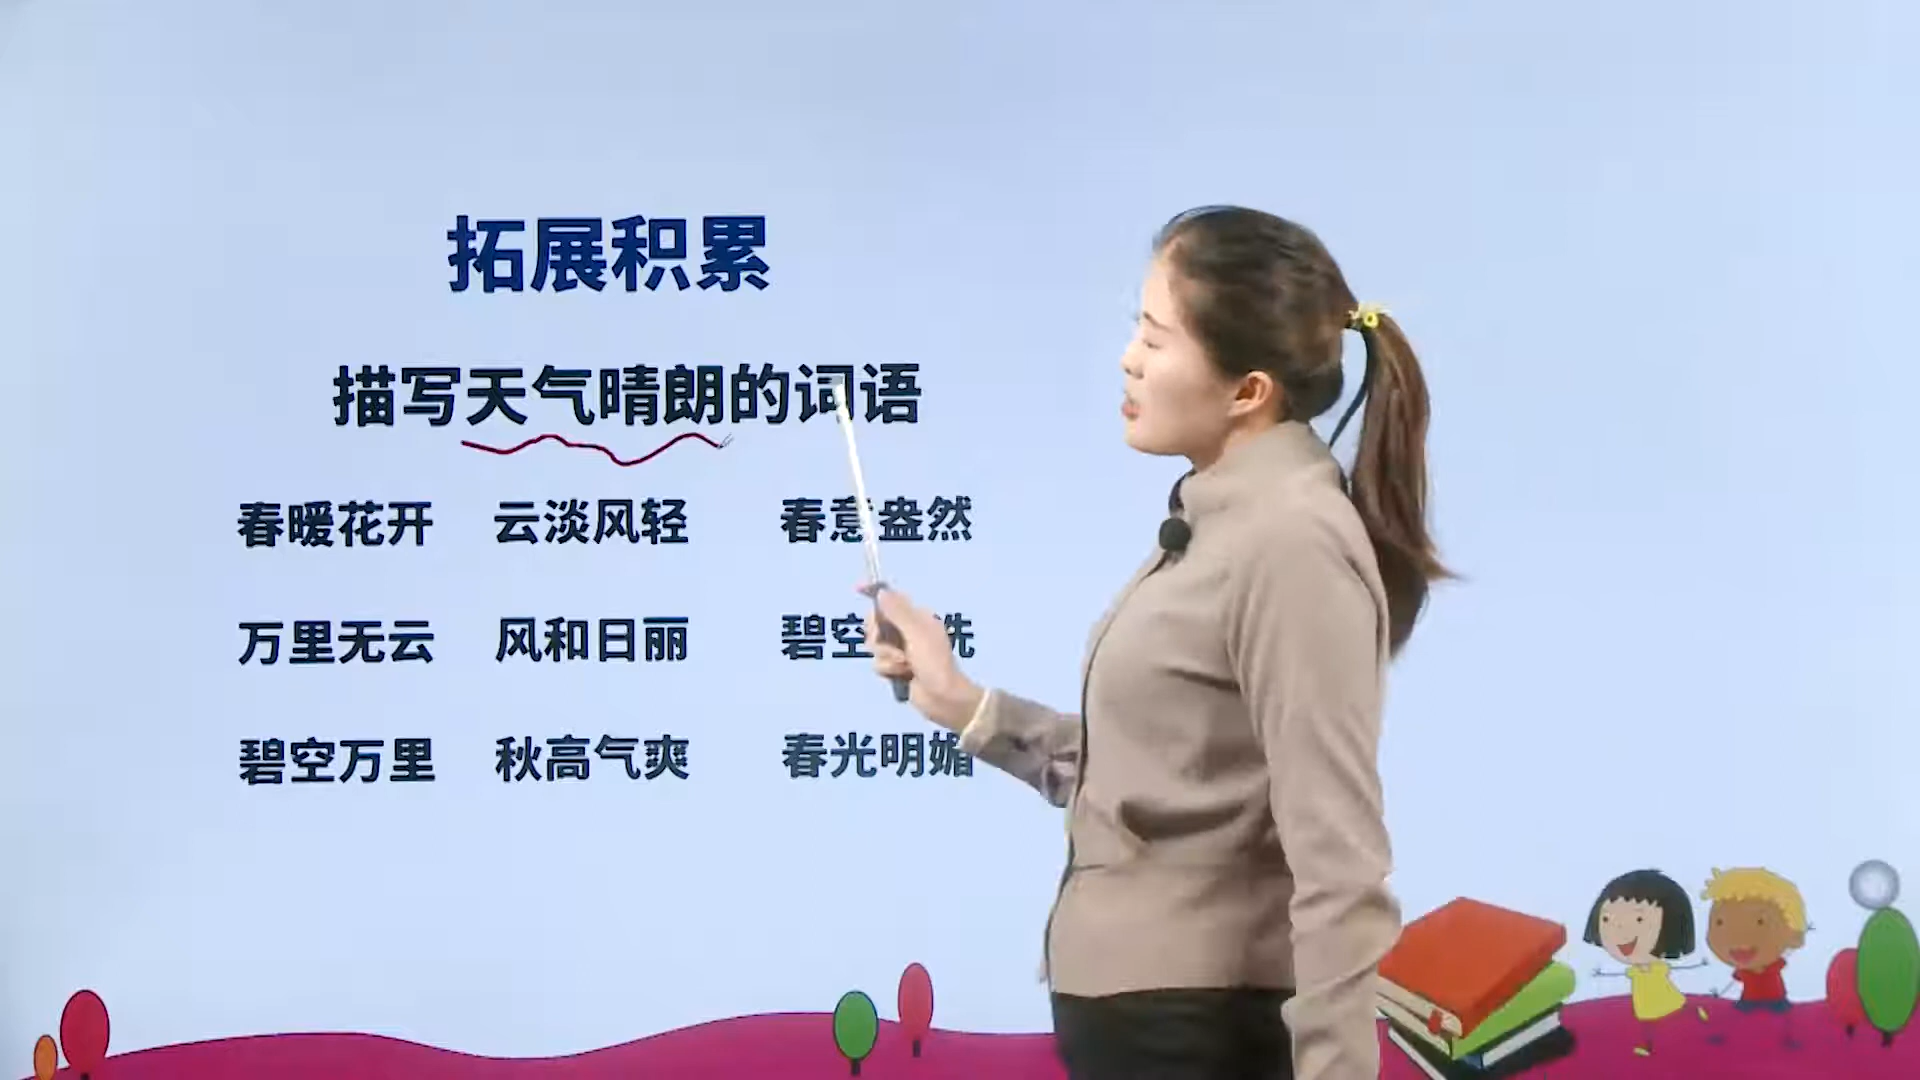 拓展积累
描写天气晴朗的词语
春暖花开 云淡风轻 春意盎然
万里无云 风和日丽 碧空洗
碧空万里 秋高气爽 春光明媚